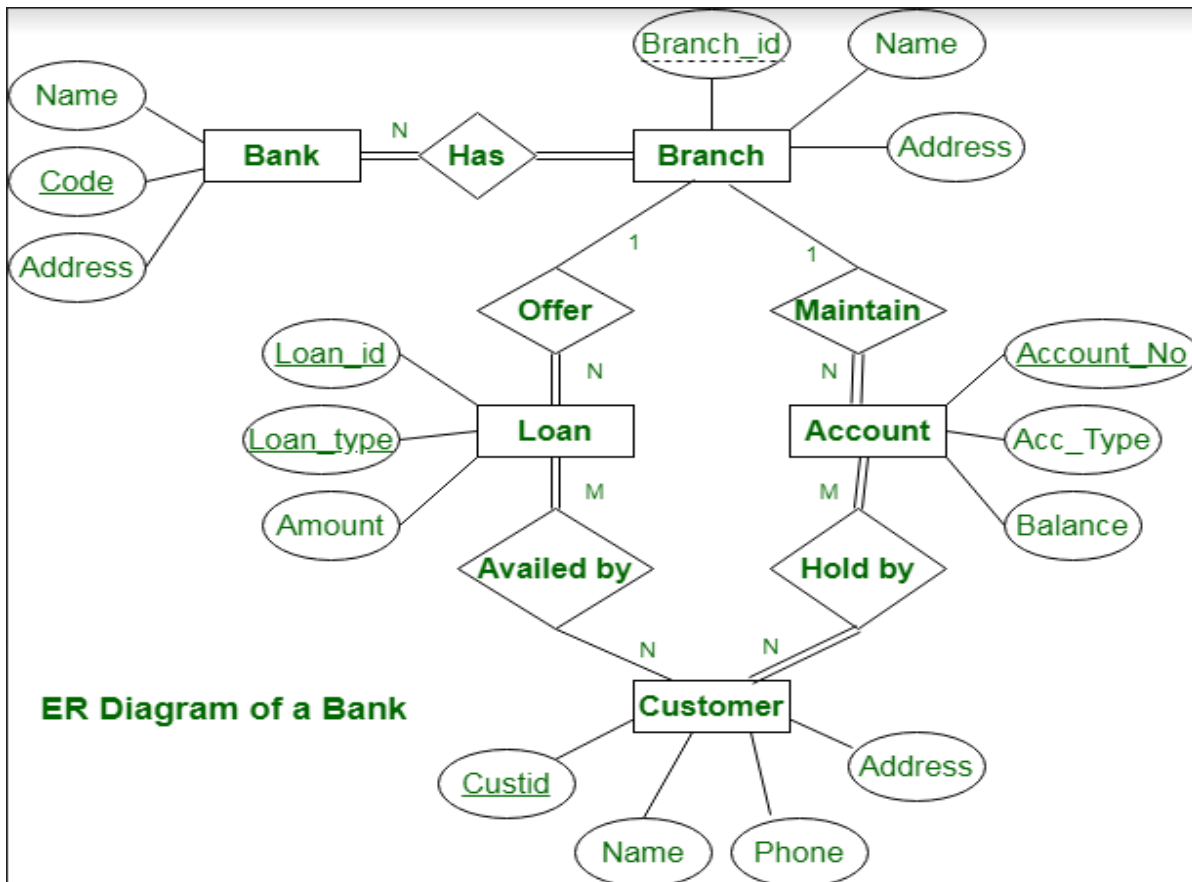 Branch_id
Name
Name
Bank
N
Has
Branch
Address
Code
Address
1
1
Offer
Maintain
Loan_id
N
N
Account_No
Loan_type
Loan
Account
Acc_Type
M
M
Amount
Balance
Availed by
Hold by
N
N
ER Diagram of a Bank
Customer
Custid
Address
Name
Phone